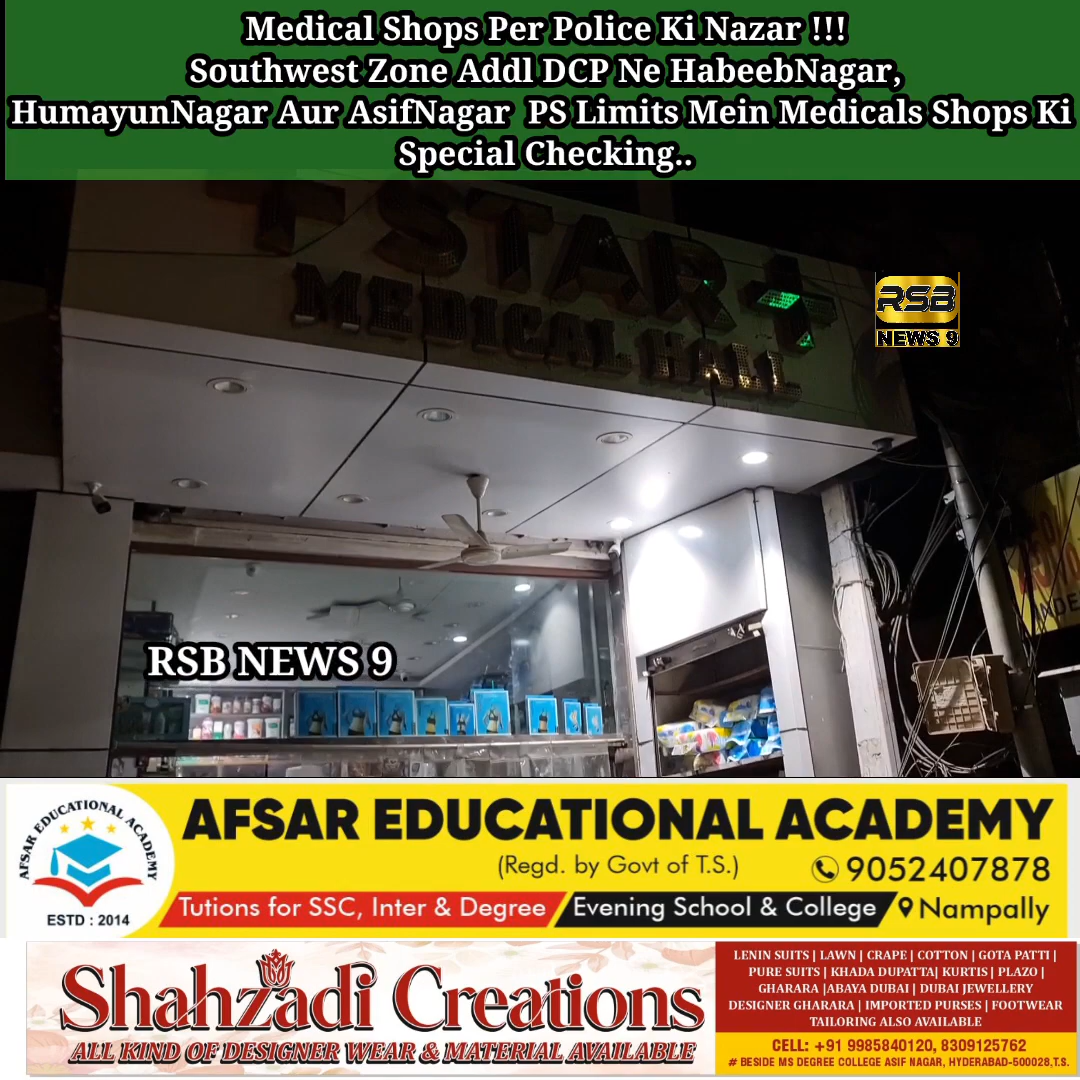 Medical Shops Per Police Ki Nazar !!!
Southwest Zone Addl DCP Ne HabeebNagar,
HumayunNagar Aur AsifNagar PS Limits Mein Medicals Shops Ki
Special Checking..
STAR
MEDICAL HALL
RSB
NEWS 9
RSB NEWS 9
AFSAR EDUCATIONAL ACADEMY
ESTD : 2014
AFSAR EDUCATIONAL ACADEMY
(Regd. by Govt of T.S.)
9052407878
Tutions for SSC, Inter & Degree
Evening School & College
Nampally
Shahzadi Creations
ALL KIND OF DESIGNER WEAR & MATERIAL AVAILABLE
LENIN SUITS | LAWN | CRAPE | COTTON | GOTA PATTI |
PURE SUITS | KHADA DUPATTA| KURTIS | PLAZO |
GHARARA |ABAYA DUBAI | DUBAI JEWELLERY
DESIGNER GHARARA | IMPORTED PURSES | FOOTWEAR
TAILORING ALSO AVAILABLE
CELL: +91 9985840120, 8309125762
# BESIDE MS DEGREE COLLEGE ASIF NAGAR, HYDERABAD-500028,T.S.